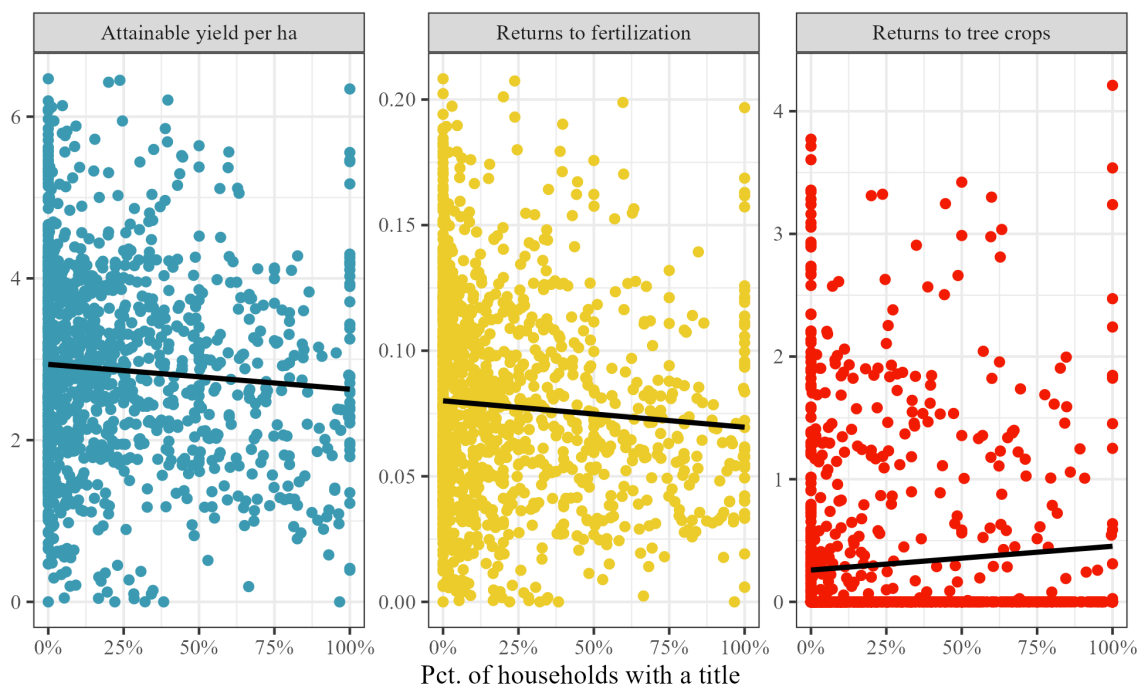 Attainable yield per ha
Returns to fertilization
Returns to tree crops
6
4
2
0
0.20
0.15
0.10
0.05
0.00
4
3
2
1
0
0% 25% 50% 75% 100%
0% 25% 50% 75% 100%
0% 25% 50% 75% 100%
Pct. of households with a title